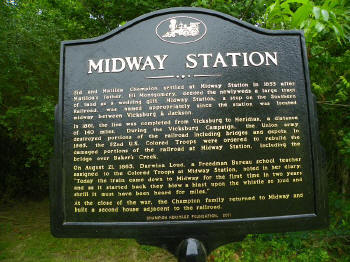 MIDWAY STATION
Sid and Matilda Champion settled at Midway Station in 1853 after
Matilda's father, Eli Montgomery, deeded the newlyweds a large tract
of land as a wedding gift. Midway Station, a stop on the Southern
Railroad, was named appropriately since the station was located
midway between Vicksburg & Jackson.
In 1861, the line was completed from Vicksburg to Meridian, a distance
of 140 miles. During the Vicksburg Campaign, the Union army
destroyed portions of the railroad including bridges and depots. In
1865, the 52nd U.S. Colored Troops were ordered to rebuild the
damaged portions of the railroad at Midway Station, including the
bridge over Baker's Creek.
On August 21, 1865, Darwina Loud, a Freedman Bureau school teacher
assigned to the Colored Troops at Midway Station, noted in her diary:
"Today the train came down to Midway for the first time in two years
and as it started back they blew a blast upon the whistle so loud and
shrill it must have been heard for miles."
At the close of the war, the Champion family returned to Midway and
built a second house adjacent to the railroad.
CHAMPION HERITAGE FOUNDATION, 2011